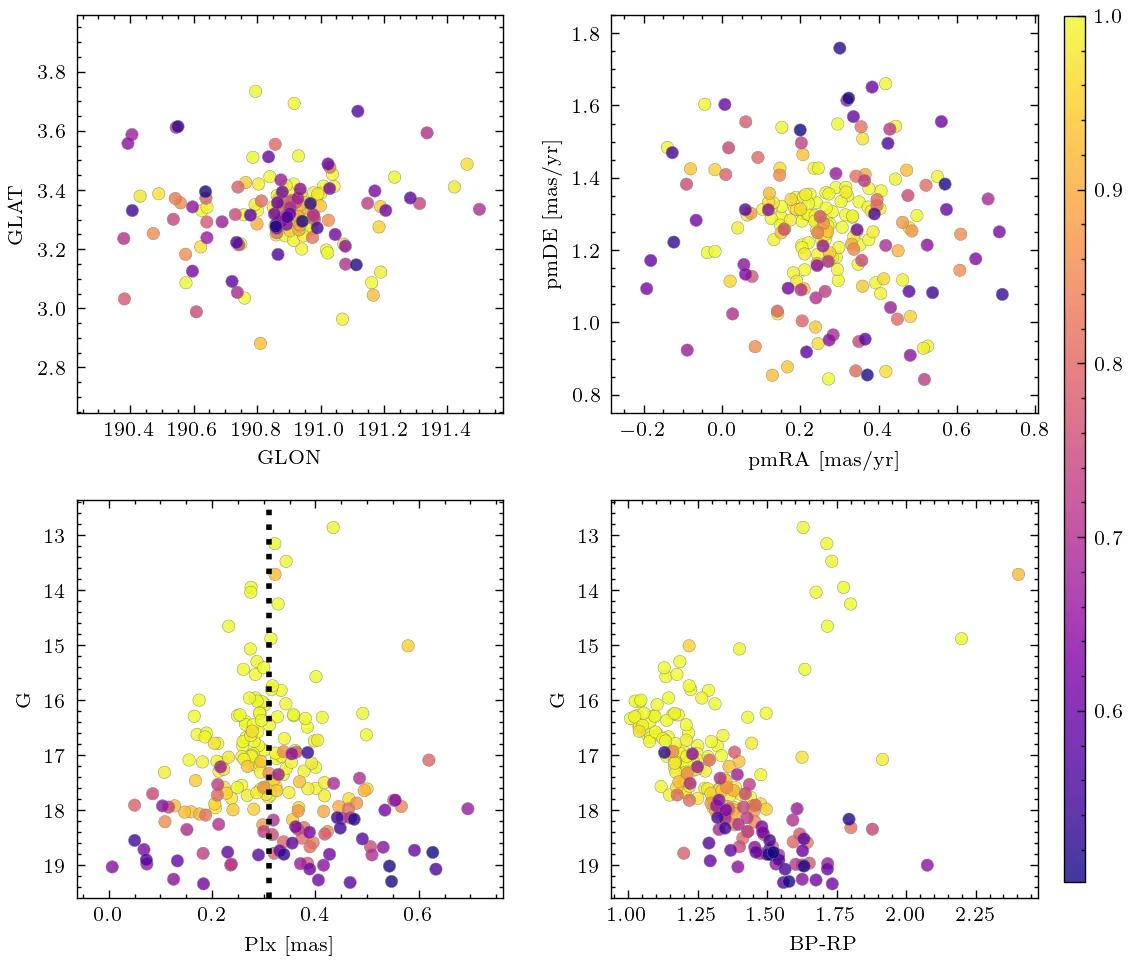 3.8
3.6
3.4
3.2
3.0
2.8
GLAT
190.4 190.6 190.8 191.0 191.2 191.4
GLON
1.8
1.6
1.4
1.2
1.0
0.8
pmDE [mas/yr]
−0.2 0.0 0.2 0.4 0.6 0.8
pmRA [mas/yr]
13
14
15
16
17
18
19
G
0.0 0.2 0.4 0.6
Plx [mas]
13
14
15
16
17
18
19
G
1.00 1.25 1.50 1.75 2.00 2.25
BP-RP
1.0
0.9
0.8
0.7
0.6